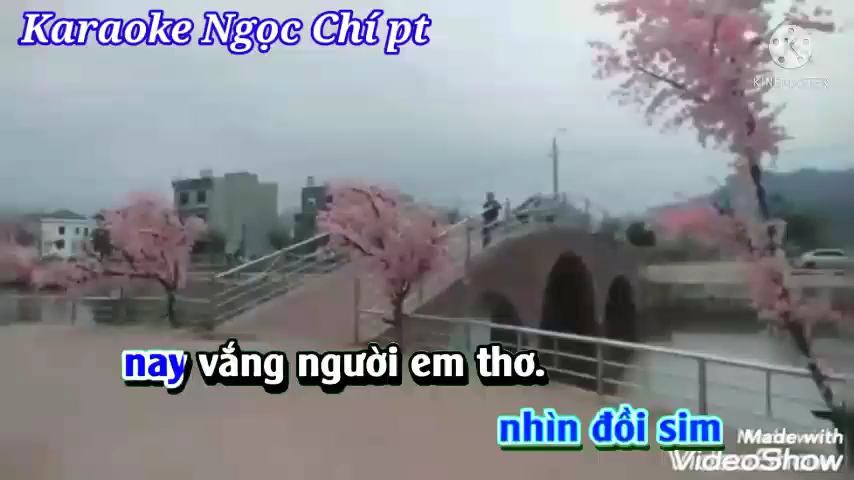 Karaoke Ngọc Chí pt
KINEMASTER
nay vắng người em thơ.
nhìn đồi sim
Made with
VideoShow